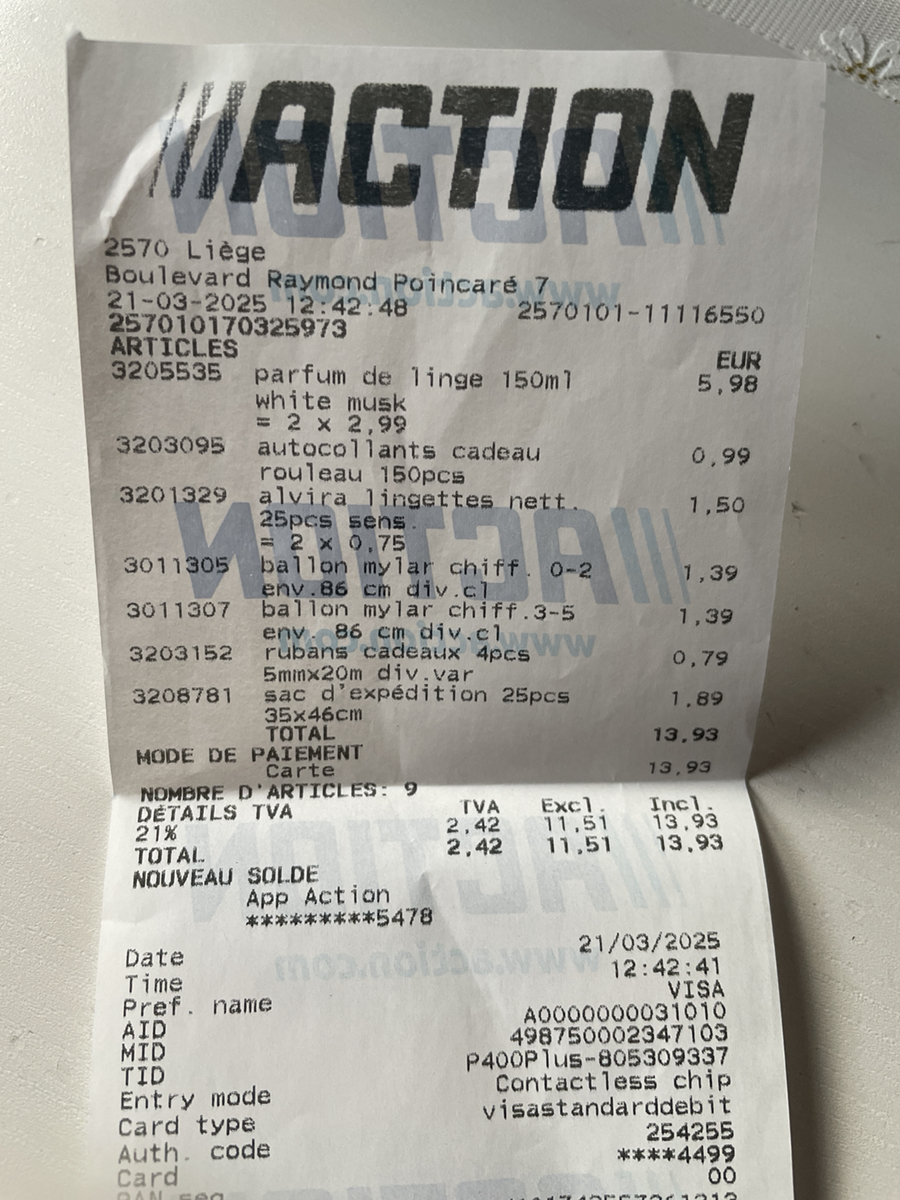 ACTION
2570 Liège
Boulevard Raymond Poincaré 7
21-03-2025 12:42:48 2570101-11116550
257010170325973
ARTICLES EUR
3205535 parfum de linge 150ml 5,98
white musk
= 2 x 2,99
3203095 autocollants cadeau 0,99
rouleau 150pcs
3201329 alvira lingettes nett. 1,50
25pcs sens.
= 2 x 0,75
3011305 ballon mylar chiff. 0-2 1,39
env.86 cm div.cl
3011307 ballon mylar chiff.3-5 1,39
env. 86 cm div.cl
3203152 rubans cadeaux 4pcs 0,79
5mmx20m div.var
3208781 sac d'expédition 25pcs 1,89
35x46cm
TOTAL 13,93
MODE DE PAIEMENT
Carte 13,93
NOMBRE D'ARTICLES: 9
DÉTAILS TVA TVA Excl. Incl.
21% 2,42 11,51 13,93
TOTAL 2,42 11,51 13,93
NOUVEAU SOLDE
App Action
*********5478
Date 21/03/2025
Time 12:42:41
Pref. name VISA
AID A0000000031010
MID 498750002347103
TID P400Plus-805309337
Entry mode Contactless chip
Card type visastandarddebit
Auth. code 254255
Card ****4499
PAN seq 00